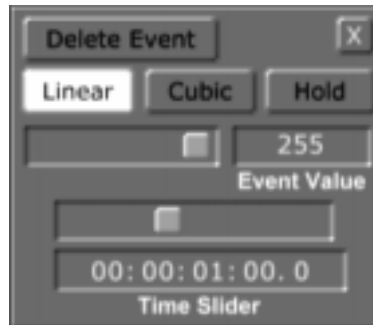 Delete Event X
Linear Cubic Hold
255
Event Value
00:00:01:00.0
Time Slider